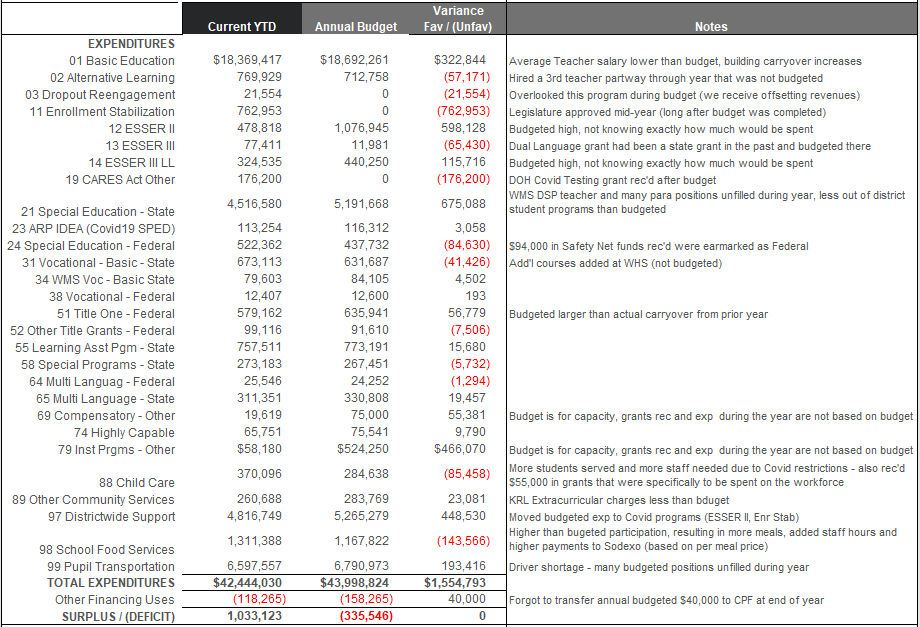 Current YTD Annual Budget Variance Fav / (Unfav) Notes
EXPENDITURES
01 Basic Education $18,369,417 $18,692,261 $322,844 Average Teacher salary lower than budget, building carryover increases
02 Alternative Learning 769,929 712,758 (57,171) Hired a 3rd teacher partway through year that was not budgeted
03 Dropout Reengagement 21,554 0 (21,554) Overlooked this program during budget (we receive offsetting revenues)
11 Enrollment Stabilization 762,953 0 (762,953) Legislature approved mid-year (long after budget was completed)
12 ESSER II 478,818 1,076,945 598,128 Budgeted high, not knowing exactly how much would be spent
13 ESSER III 77,411 11,981 (65,430) Dual Language grant had been a state grant in the past and budgeted there
14 ESSER III LL 324,535 440,250 115,716 Budgeted high, not knowing exactly how much would be spent
19 CARES Act Other 176,200 0 (176,200) DOH Covid Testing grant rec'd after budget
21 Special Education - State 4,516,580 5,191,668 675,088 WMS DSP teacher and many para positions unfilled during year, less out of district
student programs than budgeted
23 ARP IDEA (Covid19 SPED) 113,254 116,312 3,058
24 Special Education - Federal 522,362 437,732 (84,630) $94,000 in Safety Net funds rec'd were earmarked as Federal
31 Vocational - Basic - State 673,113 631,687 (41,426) Add'l courses added at WHS (not budgeted)
34 WMS Voc - Basic State 79,603 84,105 4,502
38 Vocational - Federal 12,407 12,600 193
51 Title One - Federal 579,162 635,941 56,779 Budgeted larger than actual carryover from prior year
52 Other Title Grants - Federal 99,116 91,610 (7,506)
55 Learning Asst Pgm - State 757,511 773,191 15,680
58 Special Programs - State 273,183 267,451 (5,732)
64 Multi Languag - Federal 25,546 24,252 (1,294)
65 Multi Language - State 311,351 330,808 19,457
69 Compensatory - Other 19,619 75,000 55,381 Budget is for capacity, grants rec and exp during the year are not based on budget
74 Highly Capable 65,751 75,541 9,790
79 Inst Prgms - Other $58,180 $524,250 $466,070 Budget is for capacity, grants rec and exp during the year are not based on budget
88 Child Care 370,096 284,638 (85,458) More students served and more staff needed due to Covid restrictions - also rec'd
$55,000 in grants that were specifically to be spent on the workforce
89 Other Community Services 260,688 283,769 23,081 KRL Extracurricular charges less than bduget
97 Districtwide Support 4,816,749 5,265,279 448,530 Moved budgeted exp to Covid programs (ESSER II, Enr Stab)
98 School Food Services 1,311,388 1,167,822 (143,566) Higher than bugeted participation, resulting in more meals, added staff hours and
higher payments to Sodexo (based on per meal price)
99 Pupil Transportation 6,597,557 6,790,973 193,416 Driver shortage - many budgeted positions unfilled during year
TOTAL EXPENDITURES $42,444,030 $43,998,824 $1,554,793
Other Financing Uses (118,265) (158,265) 40,000 Forgot to transfer annual budgeted $40,000 to CPF at end of year
SURPLUS / (DEFICIT) 1,033,123 (335,546) 0